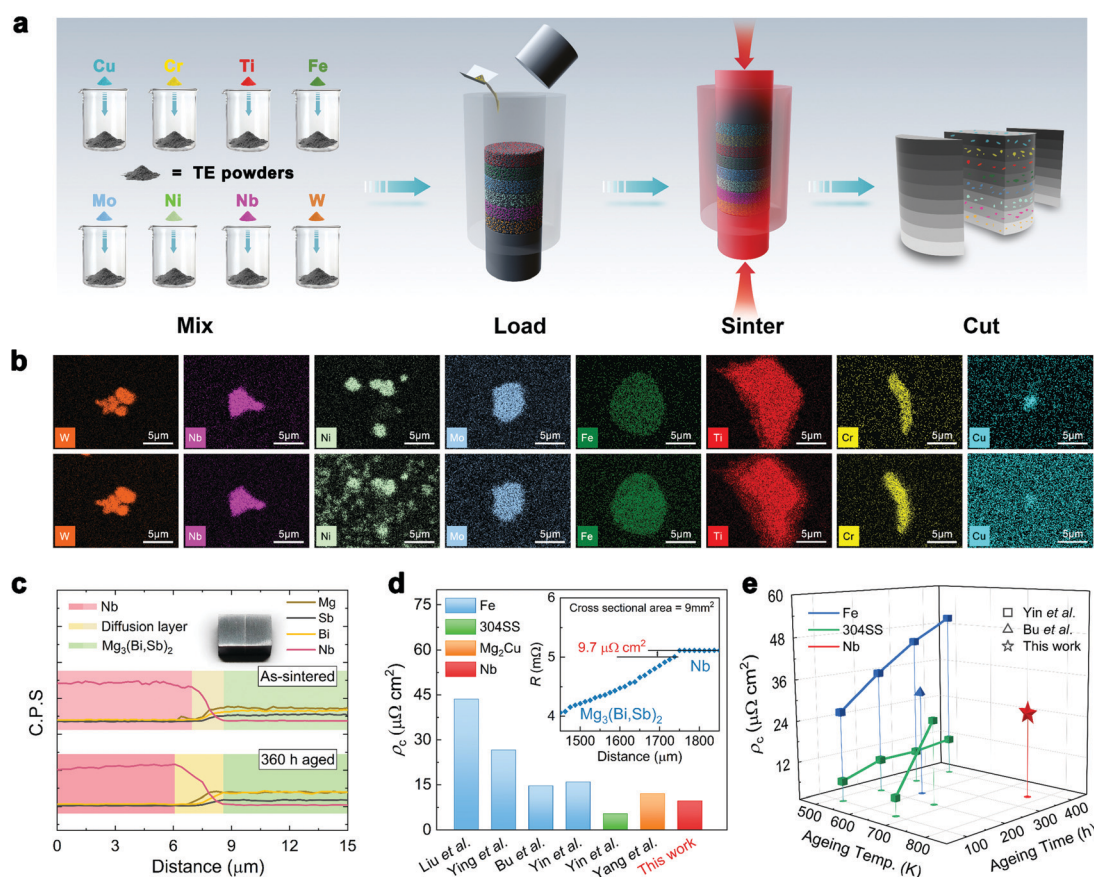 a
Cu Cr Ti Fe
= TE powders
Mo Ni Nb W
Mix Load Sinter Cut
b
W 5μm Nb 5μm Ni 5μm Mo 5μm Fe 5μm Ti 5μm Cr 5μm Cu 5μm
W 5μm Nb 5μm Ni 5μm Mo 5μm Fe 5μm Ti 5μm Cr 5μm Cu 5μm
c
Nb
Diffusion layer
Mg₃(Bi,Sb)₂
Mg
Sb
Bi
Nb
As-sintered
360 h aged
C.P.S
0 3 6 9 12 15
Distance (μm)
d
75
60
45
30
15
0
ρc (μΩ cm²)
Fe
304SS
Mg₂Cu
Nb
Cross sectional area = 9mm²
9.7 μΩ cm²
Nb
Mg₃(Bi,Sb)₂
6
5
4
R (mΩ)
1500 1600 1700 1800
Distance (μm)
Liu et al.
Ying et al.
Bu et al.
Yin et al.
Yin et al.
Yang et al.
This work
e
60
48
36
24
12
ρc (μΩ cm²)
Fe
304SS
Nb
Yin et al.
Bu et al.
This work
500 600 700 800
Ageing Temp. (K)
100 200 300 400
Ageing Time (h)